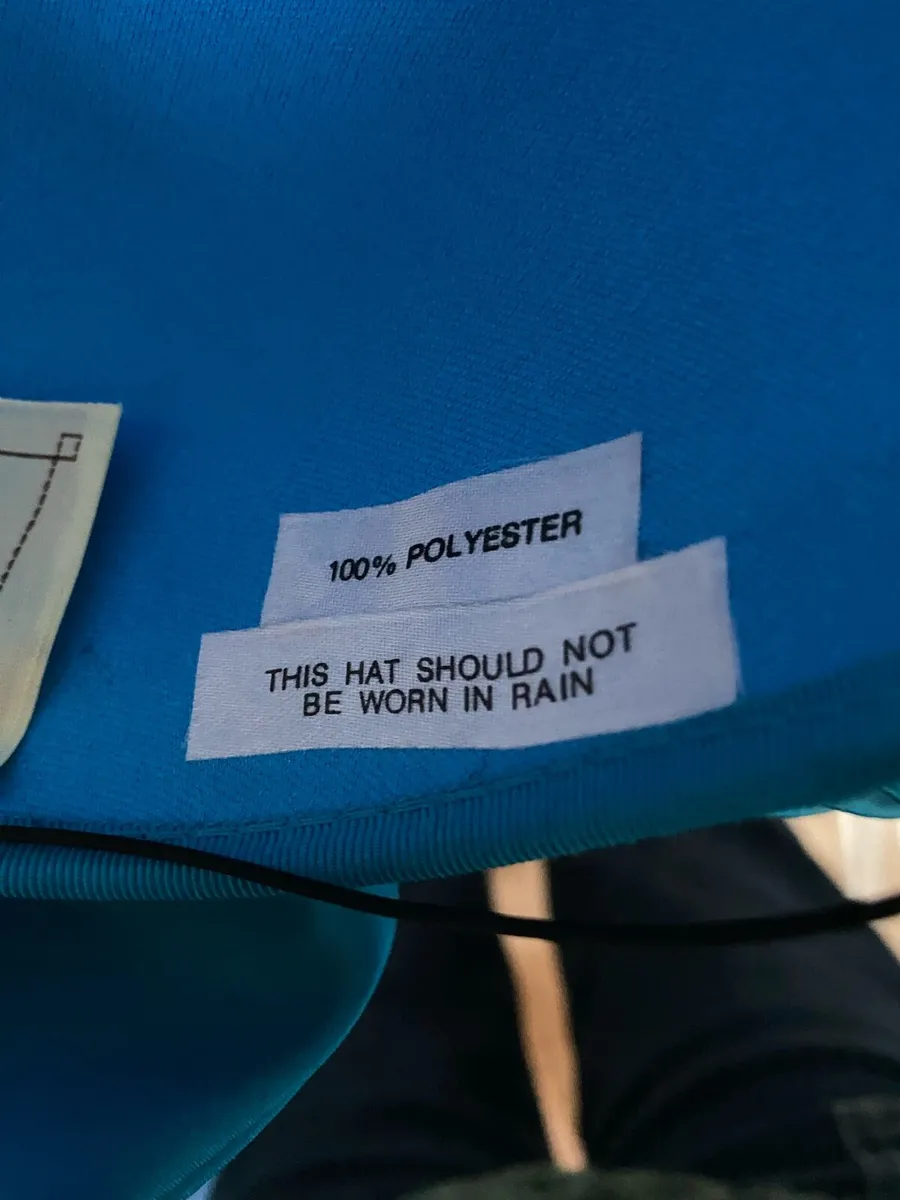 100% POLYESTER
THIS HAT SHOULD NOT
BE WORN IN RAIN